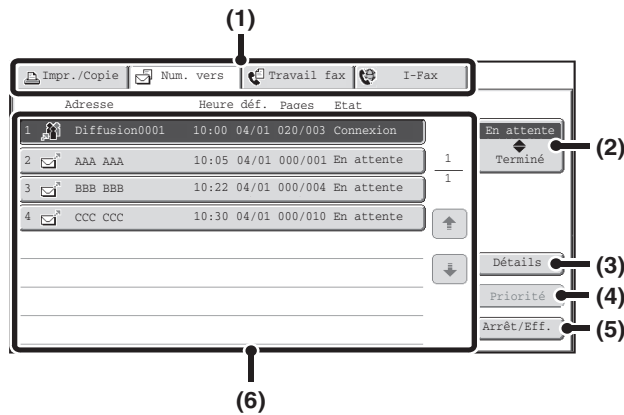 (1)
Impr./Copie Num. vers Travail fax I-Fax
Adresse Heure déf. Pages Etat
1 Diffusion0001 10:00 04/01 020/003 Connexion
2 AAA AAA 10:05 04/01 000/001 En attente
3 BBB BBB 10:22 04/01 000/004 En attente
4 CCC CCC 10:30 04/01 000/010 En attente
1
1
En attente
Terminé
(2)
Détails (3)
Priorité (4)
Arrêt/Eff. (5)
(6)